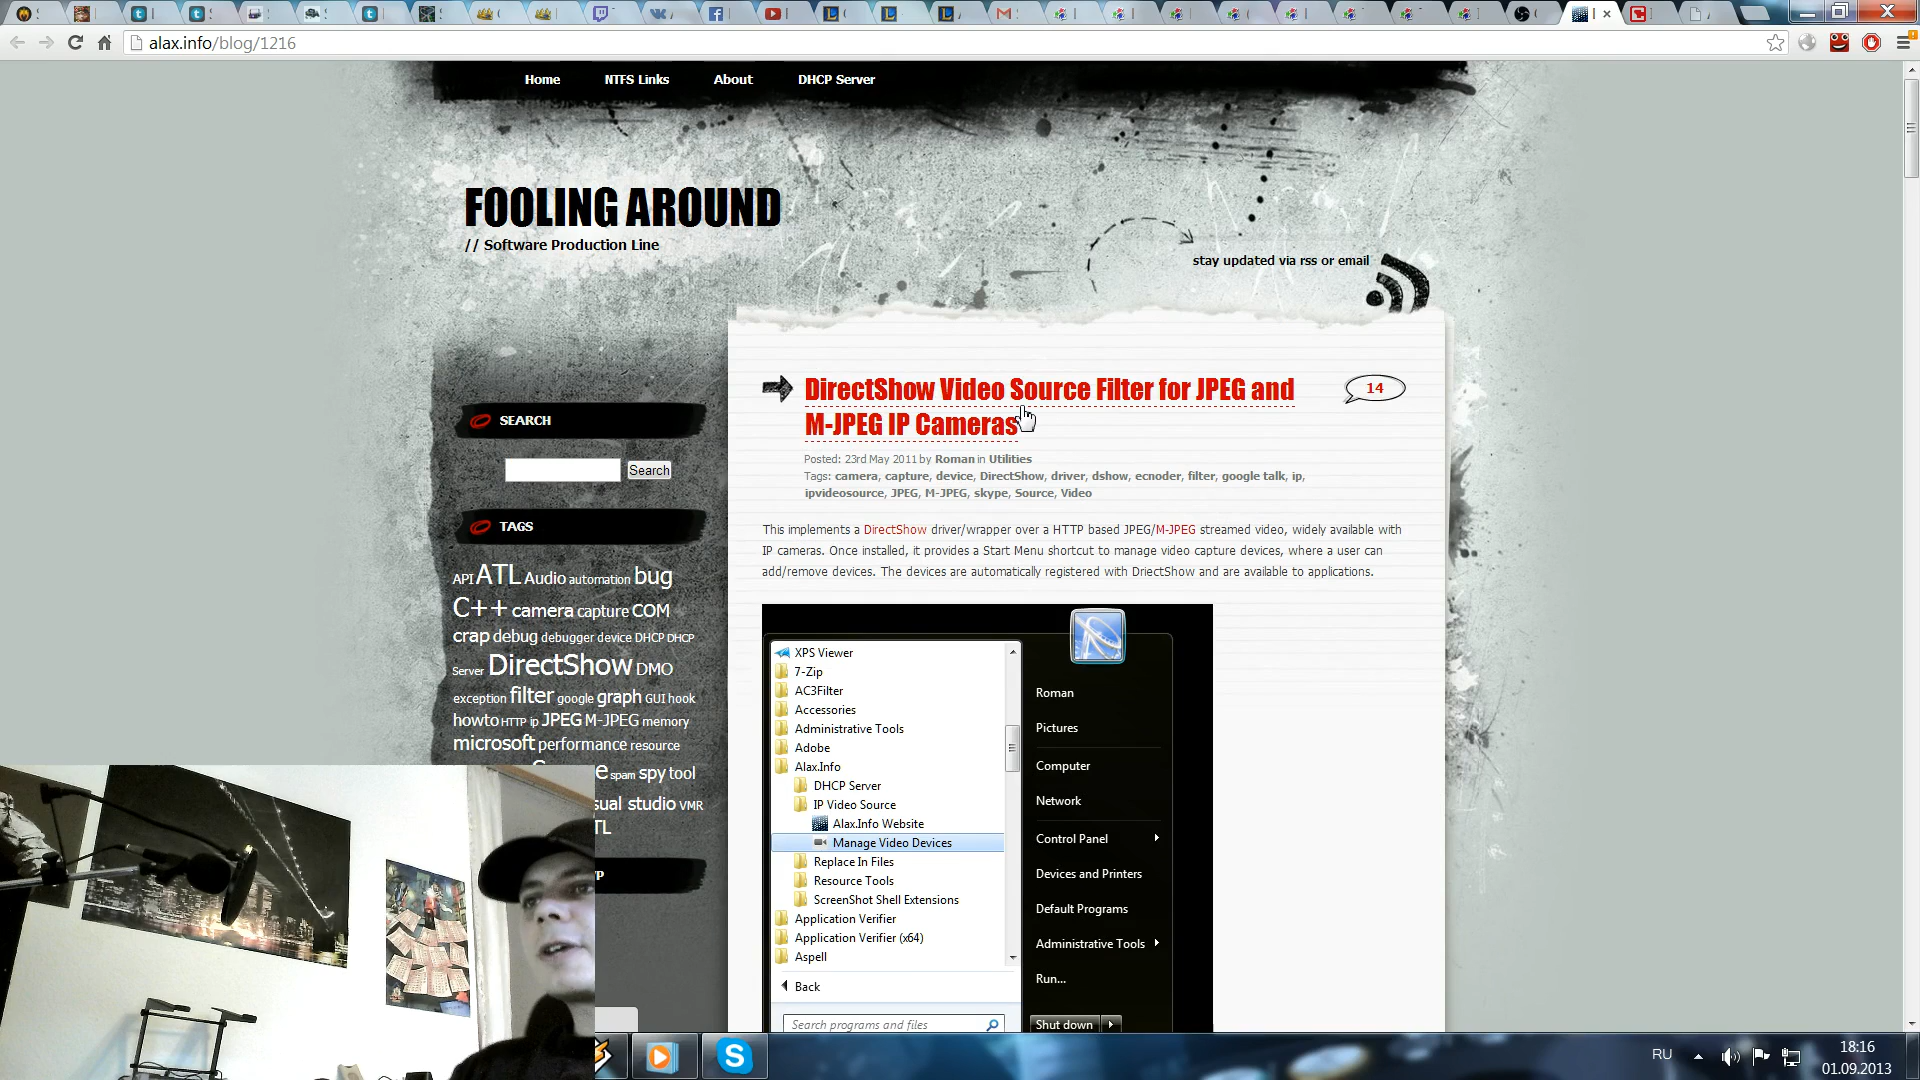 alax.info/blog/1216
Home
NTFS Links
About
DHCP Server
FOOLING AROUND
// Software Production Line
stay updated via rss or email
SEARCH
Search
TAGS
API ATL Audio automation bug
C++ camera capture COM
crap debug debugger device DHCP DHCP
Server DirectShow DMO
exception filter google graph GUI hook
howto HTTP ip JPEG M-JPEG memory
microsoft performance resource
spam spy tool
sual studio VMR
TL
DirectShow Video Source Filter for JPEG and
M-JPEG IP Cameras
14
Posted: 23rd May 2011 by Roman in Utilities
Tags: camera, capture, device, DirectShow, driver, dshow, ecnoder, filter, google talk, ip,
ipvideosource, JPEG, M-JPEG, skype, Source, Video
This implements a DirectShow driver/wrapper over a HTTP based JPEG/M-JPEG streamed video, widely available with
IP cameras. Once installed, it provides a Start Menu shortcut to manage video capture devices, where a user can
add/remove devices. The devices are automatically registered with DriectShow and are available to applications.
XPS Viewer
7-Zip
AC3Filter
Accessories
Administrative Tools
Adobe
Alax.Info
DHCP Server
IP Video Source
Alax.Info Website
Manage Video Devices
Replace In Files
Resource Tools
ScreenShot Shell Extensions
Application Verifier
Application Verifier (x64)
Aspell
Back
Search programs and files
Roman
Pictures
Computer
Network
Control Panel
Devices and Printers
Default Programs
Administrative Tools
Run...
Shut down
RU
18:16
01.09.2013